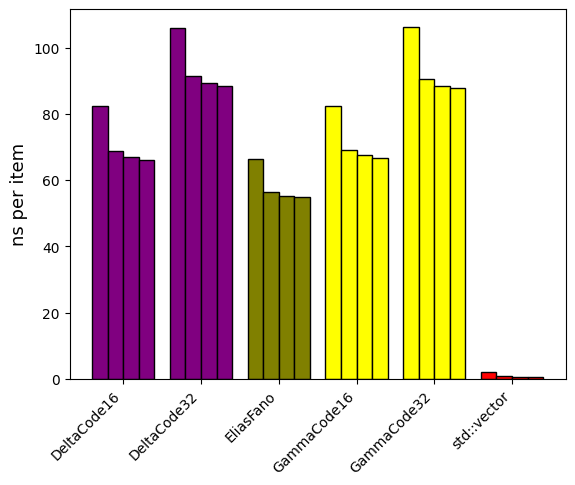 ns per item
100
80
60
40
20
0
DeltaCode16
DeltaCode32
EliasFano
GammaCode16
GammaCode32
std::vector